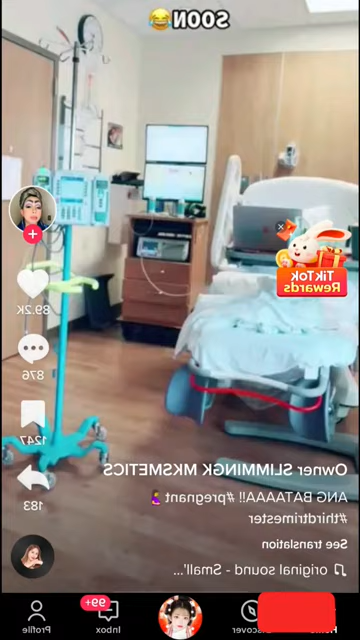 SOON😂
TikTok
Rewards
89.2K
876
1247
183
Owner SLIMMINGK MKSMETICS
ANG BATAAAA!! #pregnant🤰
#thirdtrimester
See translation
♫ original sound - Small'...
99+
Inbox
Profile